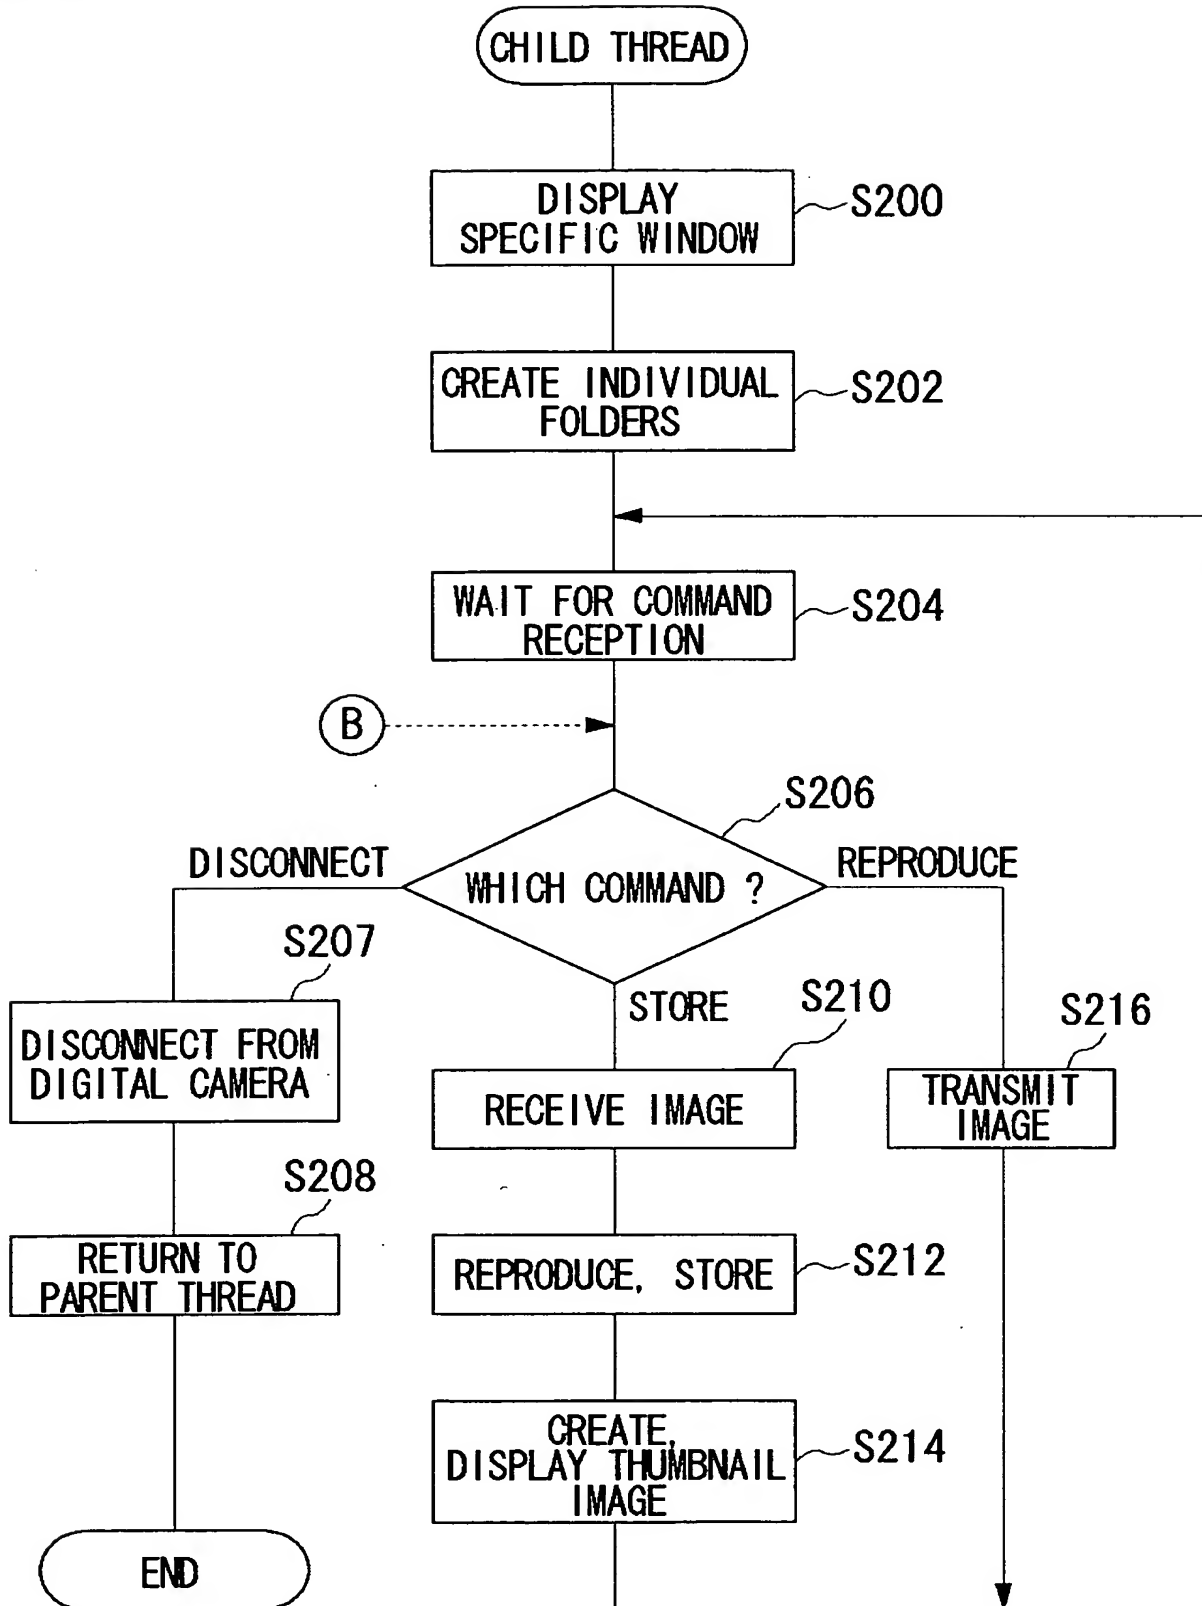 CHILD THREAD
DISPLAY
SPECIFIC WINDOW
S200
CREATE INDIVIDUAL
FOLDERS
S202
WAIT FOR COMMAND
RECEPTION
S204
B
S206
DISCONNECT
WHICH COMMAND ?
REPRODUCE
S207
STORE
S210
S216
DISCONNECT FROM
DIGITAL CAMERA
RECEIVE IMAGE
TRANSMIT
IMAGE
S208
RETURN TO
PARENT THREAD
REPRODUCE, STORE
S212
CREATE,
DISPLAY THUMBNAIL
IMAGE
S214
END